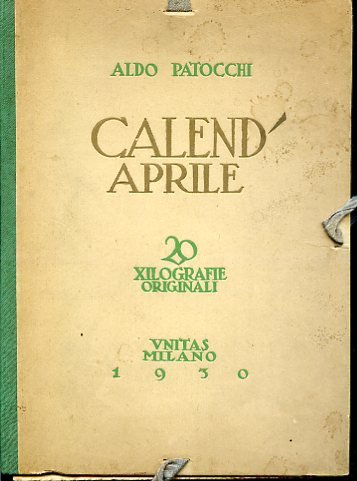 ALDO PATOCCHI
CALEND'
APRILE
20
XILOGRAFIE
ORIGINALI
VNITAS
MILANO
1930